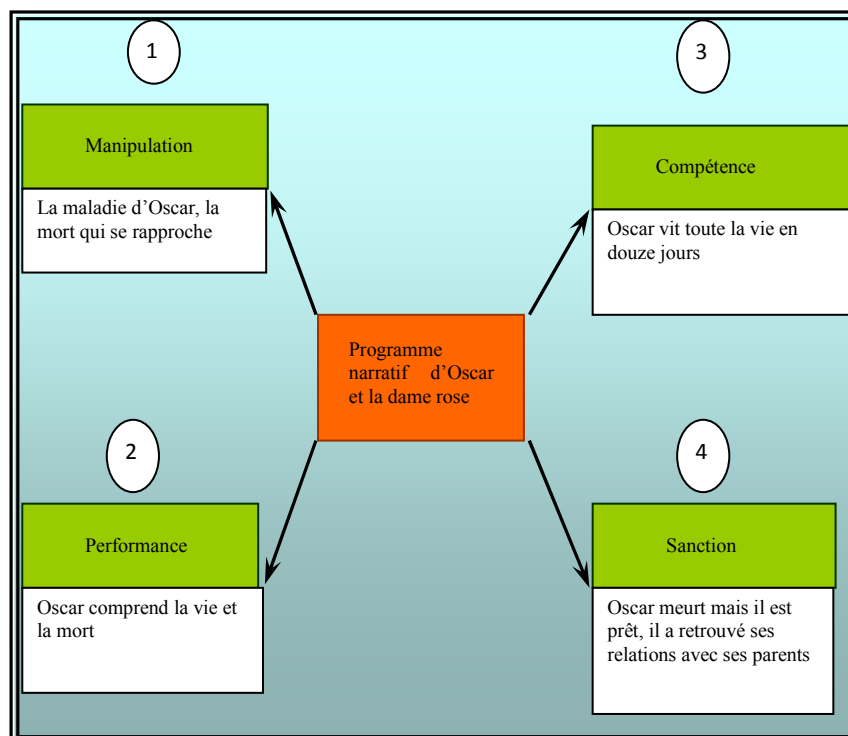 1
Manipulation
La maladie d’Oscar, la
mort qui se rapproche
3
Compétence
Oscar vit toute la vie en
douze jours
Programme
narratif d’Oscar
et la dame rose
2
Performance
Oscar comprend la vie et
la mort
4
Sanction
Oscar meurt mais il est
prêt, il a retrouvé ses
relations avec ses parents